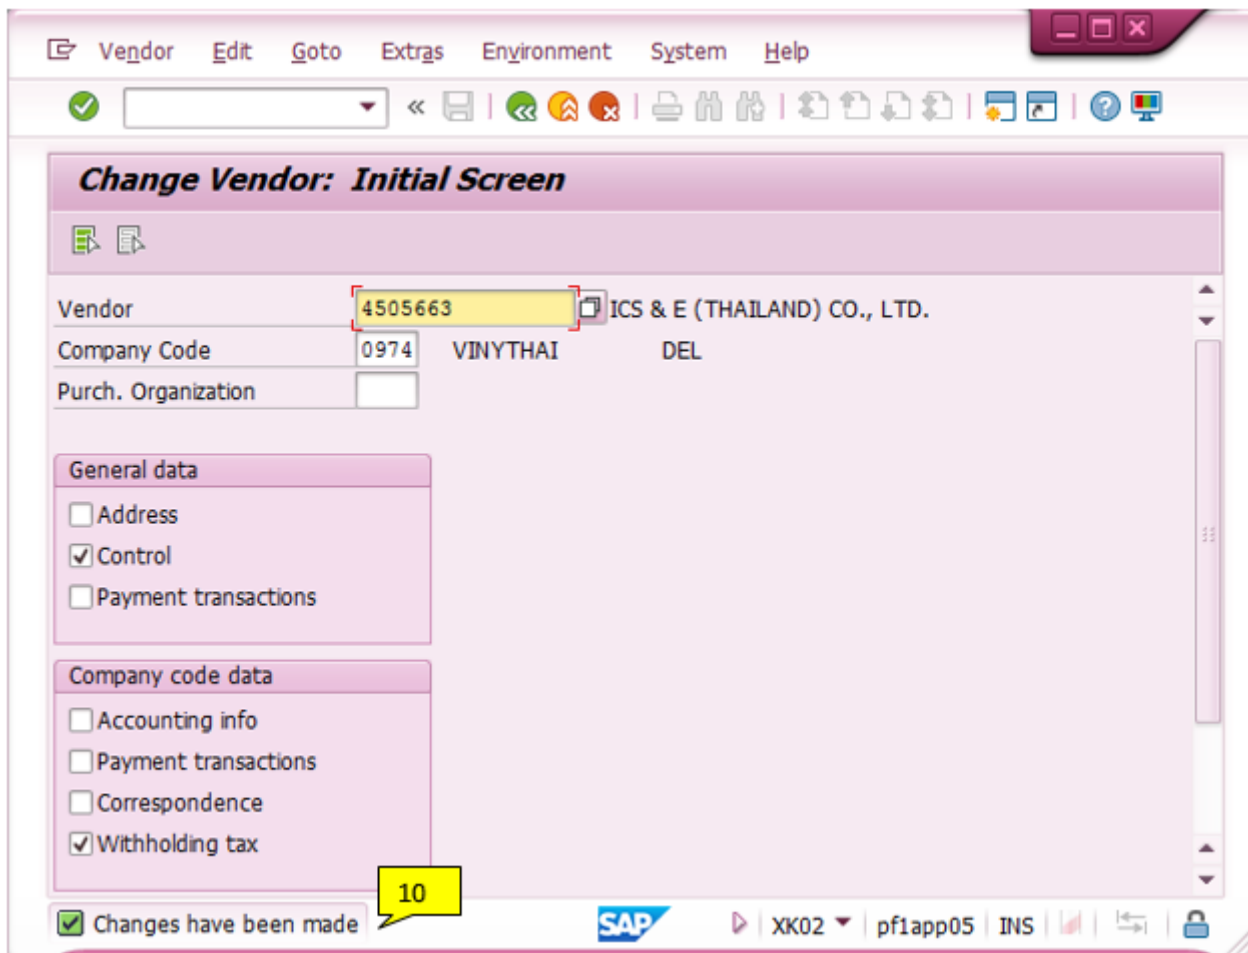 Vendor Edit Goto Extras Environment System Help
Change Vendor: Initial Screen
Vendor 4505663 ICS & E (THAILAND) CO., LTD.
Company Code 0974 VINYTHAI DEL
Purch. Organization
General data
Address
Control
Payment transactions
Company code data
Accounting info
Payment transactions
Correspondence
Withholding tax
10
Changes have been made SAP XK02 pf1app05 INS